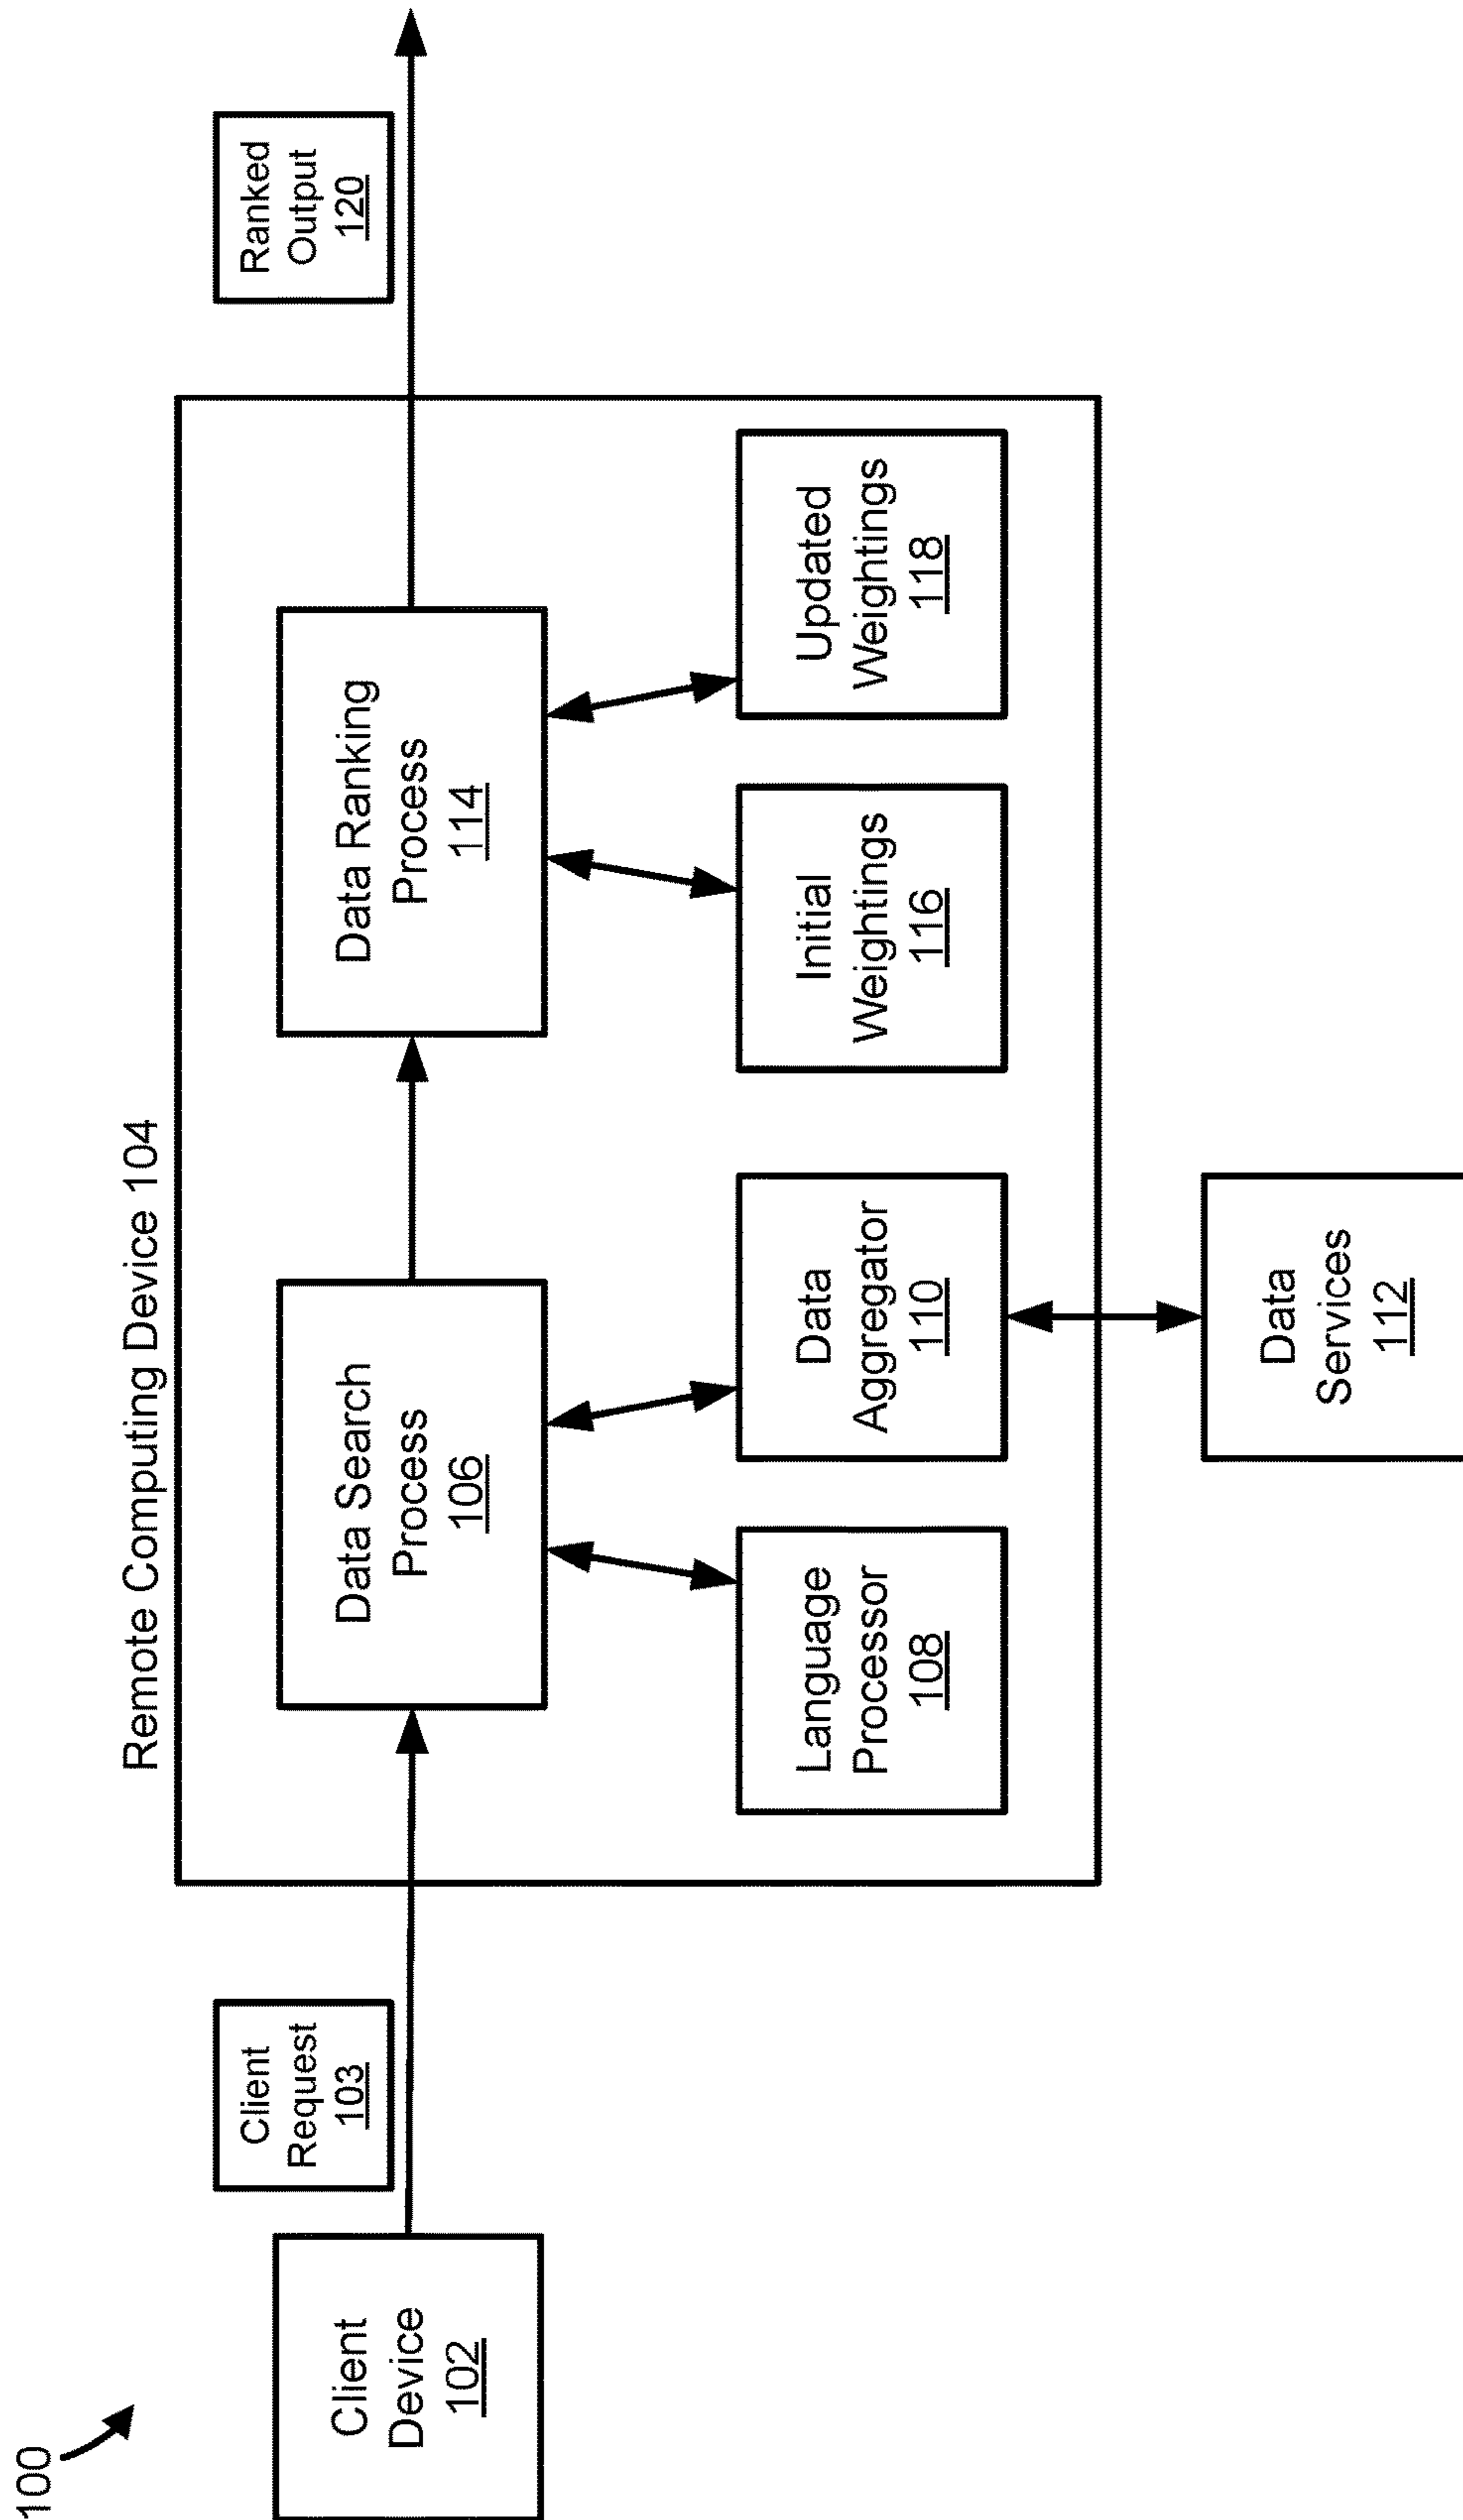 100
Remote Computing Device 104
Client
Device
102
Client
Request
103
Data Search
Process
106
Data Ranking
Process
114
Ranked
Output
120
Language
Processor
108
Data
Aggregator
110
Initial
Weightings
116
Updated
Weightings
118
Data
Services
112